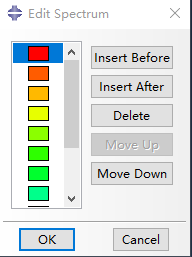 Edit Spectrum
Insert Before
Insert After
Delete
Move Up
Move Down
OK
Cancel